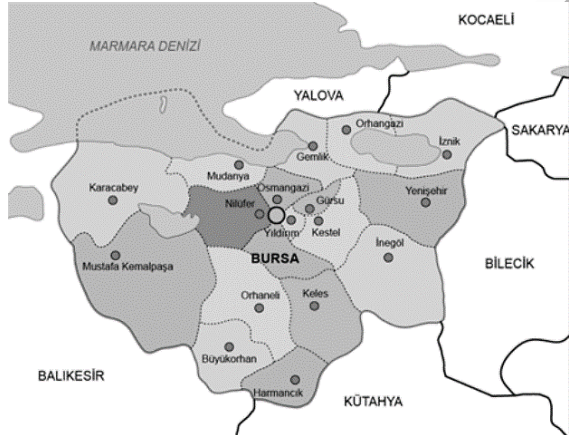 KOCAELİ
MARMARA DENİZİ
YALOVA
Orhangazi
SAKARYA
Gemlik
İznik
Mudanya
Karacabey
Osmangazi
Yenişehir
Nilüfer
Gürsu
Yıldırım
Kestel
İnegöl
BURSA
Mustafa Kemalpaşa
BİLECİK
Orhaneli
Keles
Büyükorhan
BALIKESİR
Harmancık
KÜTAHYA